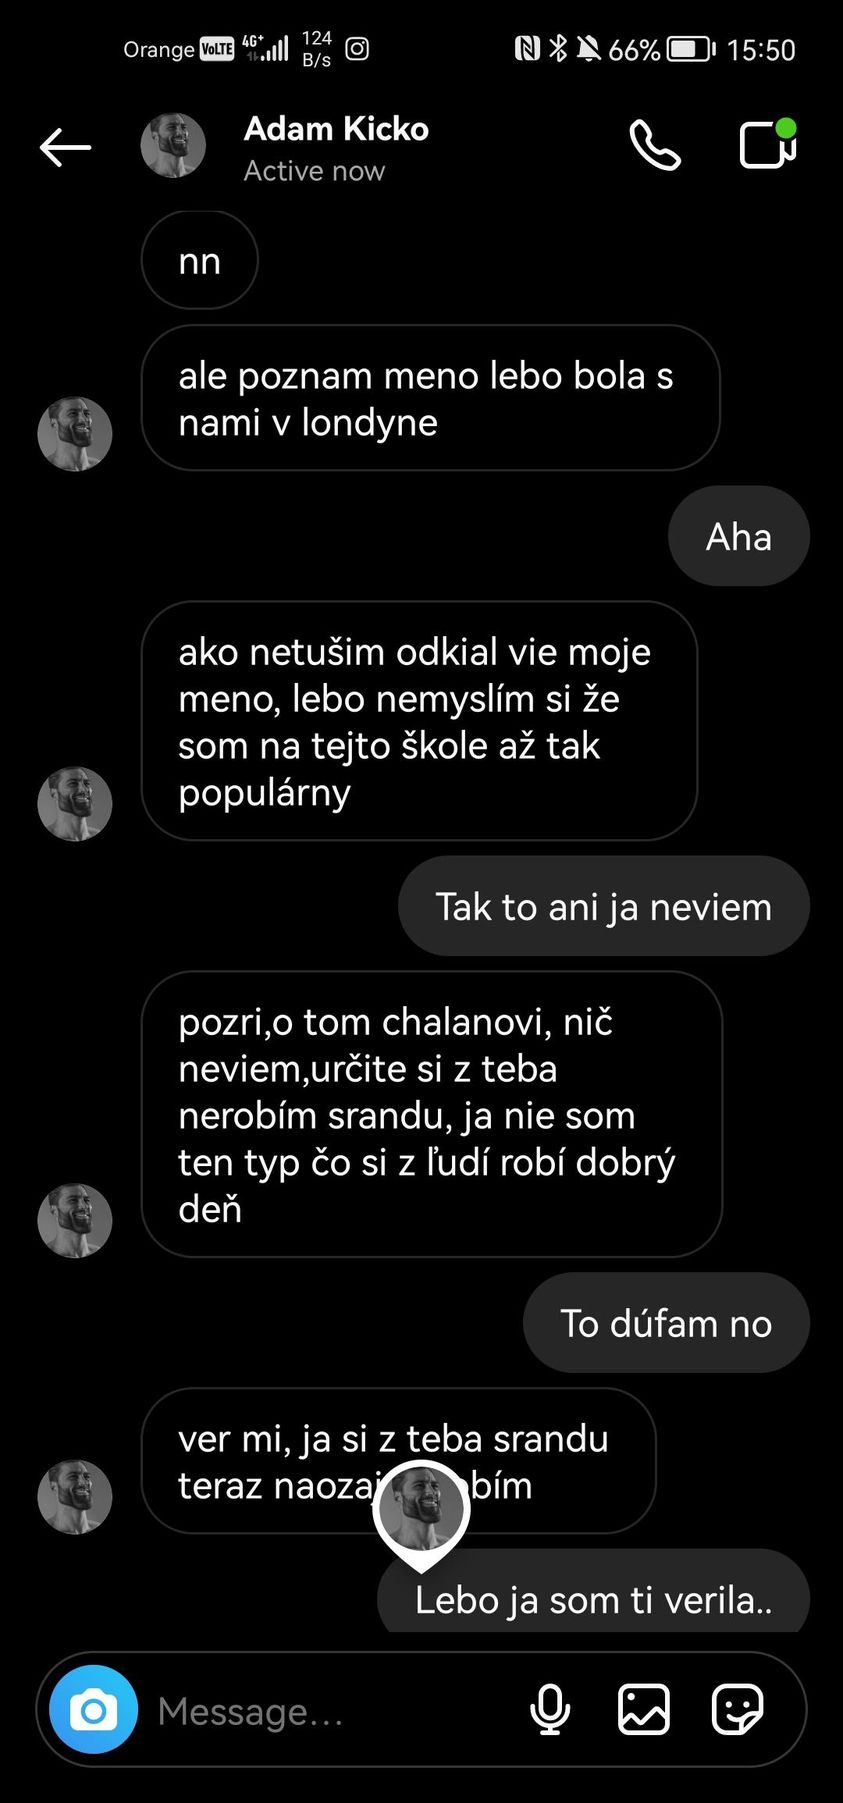 Orange VoLTE 4G+ 124 B/s 66% 15:50
Adam Kicko
Active now
nn
ale poznam meno lebo bola s
nami v londyne
Aha
ako netušim odkial vie moje
meno, lebo nemyslím si že
som na tejto škole až tak
populárny
Tak to ani ja neviem
pozri,o tom chalanovi, nič
neviem,určite si z teba
nerobím srandu, ja nie som
ten typ čo si z ľudí robí dobrý
deň
To dúfam no
ver mi, ja si z teba srandu
teraz naozaj
Lebo ja som ti verila..
Message...